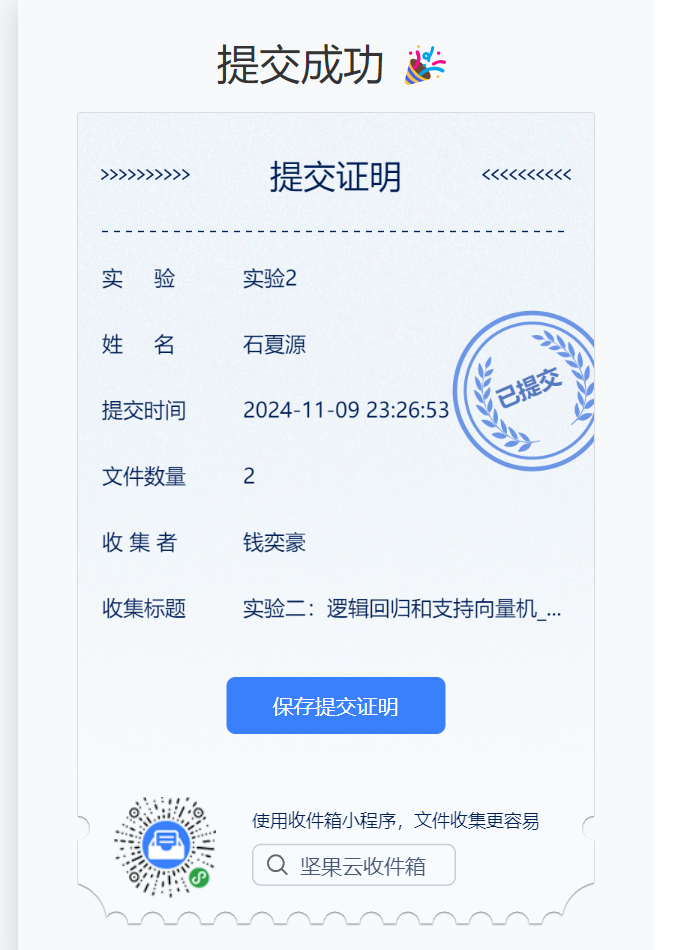 提交成功
>>>>>>>>>> 提交证明 <<<<<<<<<<
实 验 实验2
姓 名 石夏源
已提交
提交时间 2024-11-09 23:26:53
文件数量 2
收 集 者 钱奕豪
收集标题 实验二：逻辑回归和支持向量机_...
保存提交证明
使用收件箱小程序，文件收集更容易
坚果云收件箱